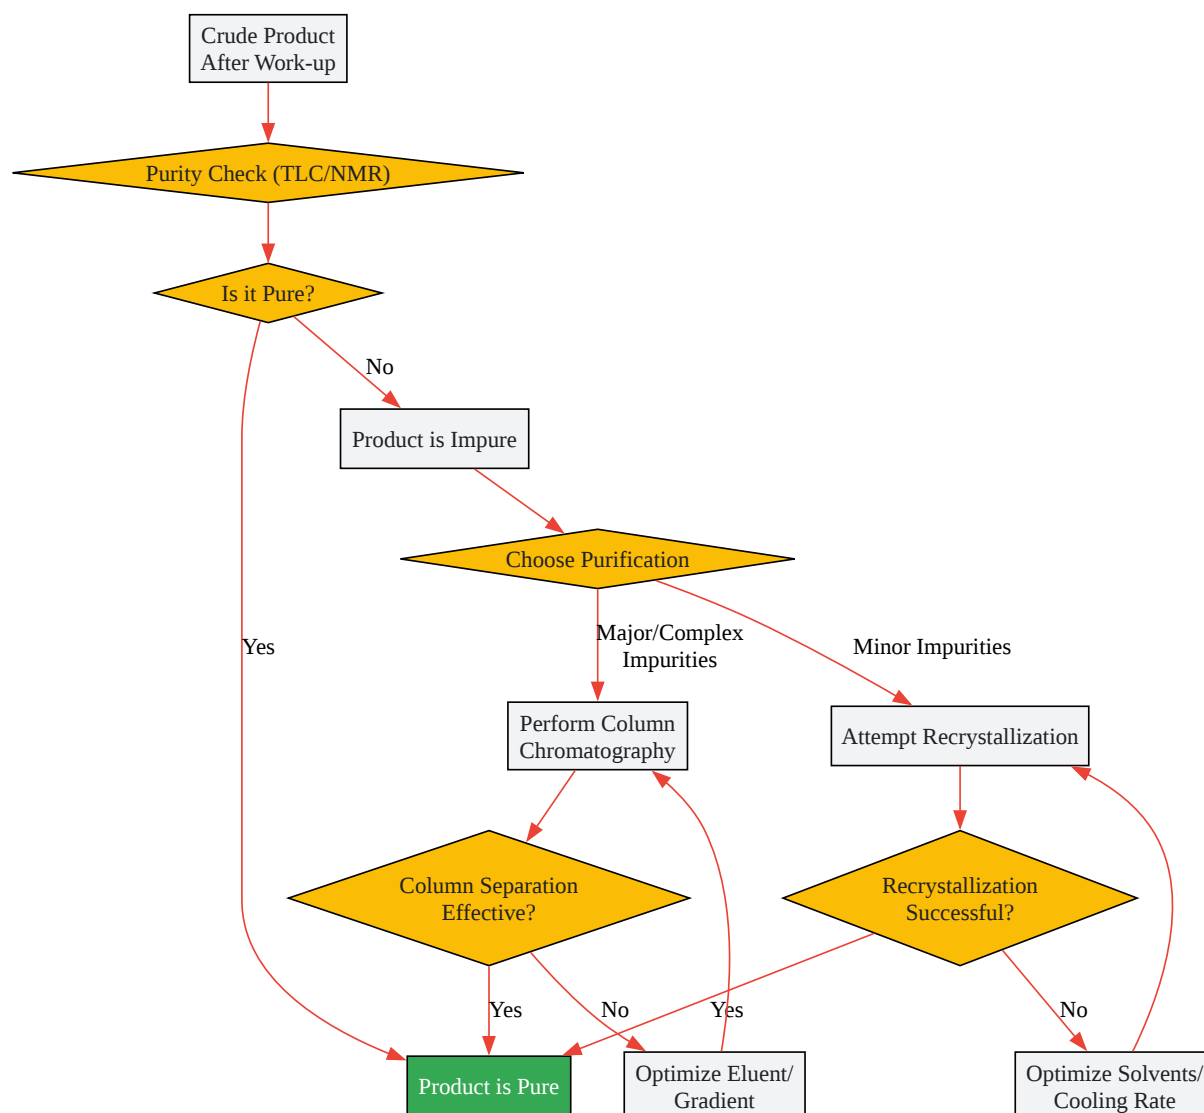 Crude Product
After Work-up
Purity Check (TLC/NMR)
Is it Pure?
No
Product is Impure
Choose Purification
Yes
Major/Complex
Impurities
Minor Impurities
Perform Column
Chromatography
Attempt Recrystallization
Column Separation
Effective?
Recrystallization
Successful?
Yes
No
Yes
No
Product is Pure
Optimize Eluent/
Gradient
Optimize Solvents/
Cooling Rate